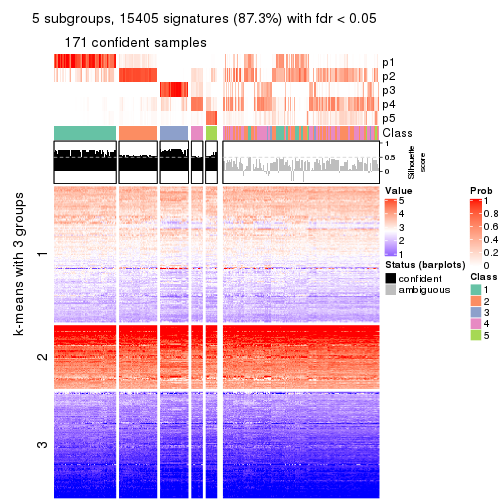 5 subgroups, 15405 signatures (87.3%) with fdr < 0.05
171 confident samples
p1
p2
p3
p4
p5
Class
1
0.5
0
Silhouette
score
k-means with 3 groups
1
2
3
Value
5
4
3
2
1
Status (barplots)
confident
ambiguous
Prob
1
0.8
0.6
0.4
0.2
0
Class
1
2
3
4
5